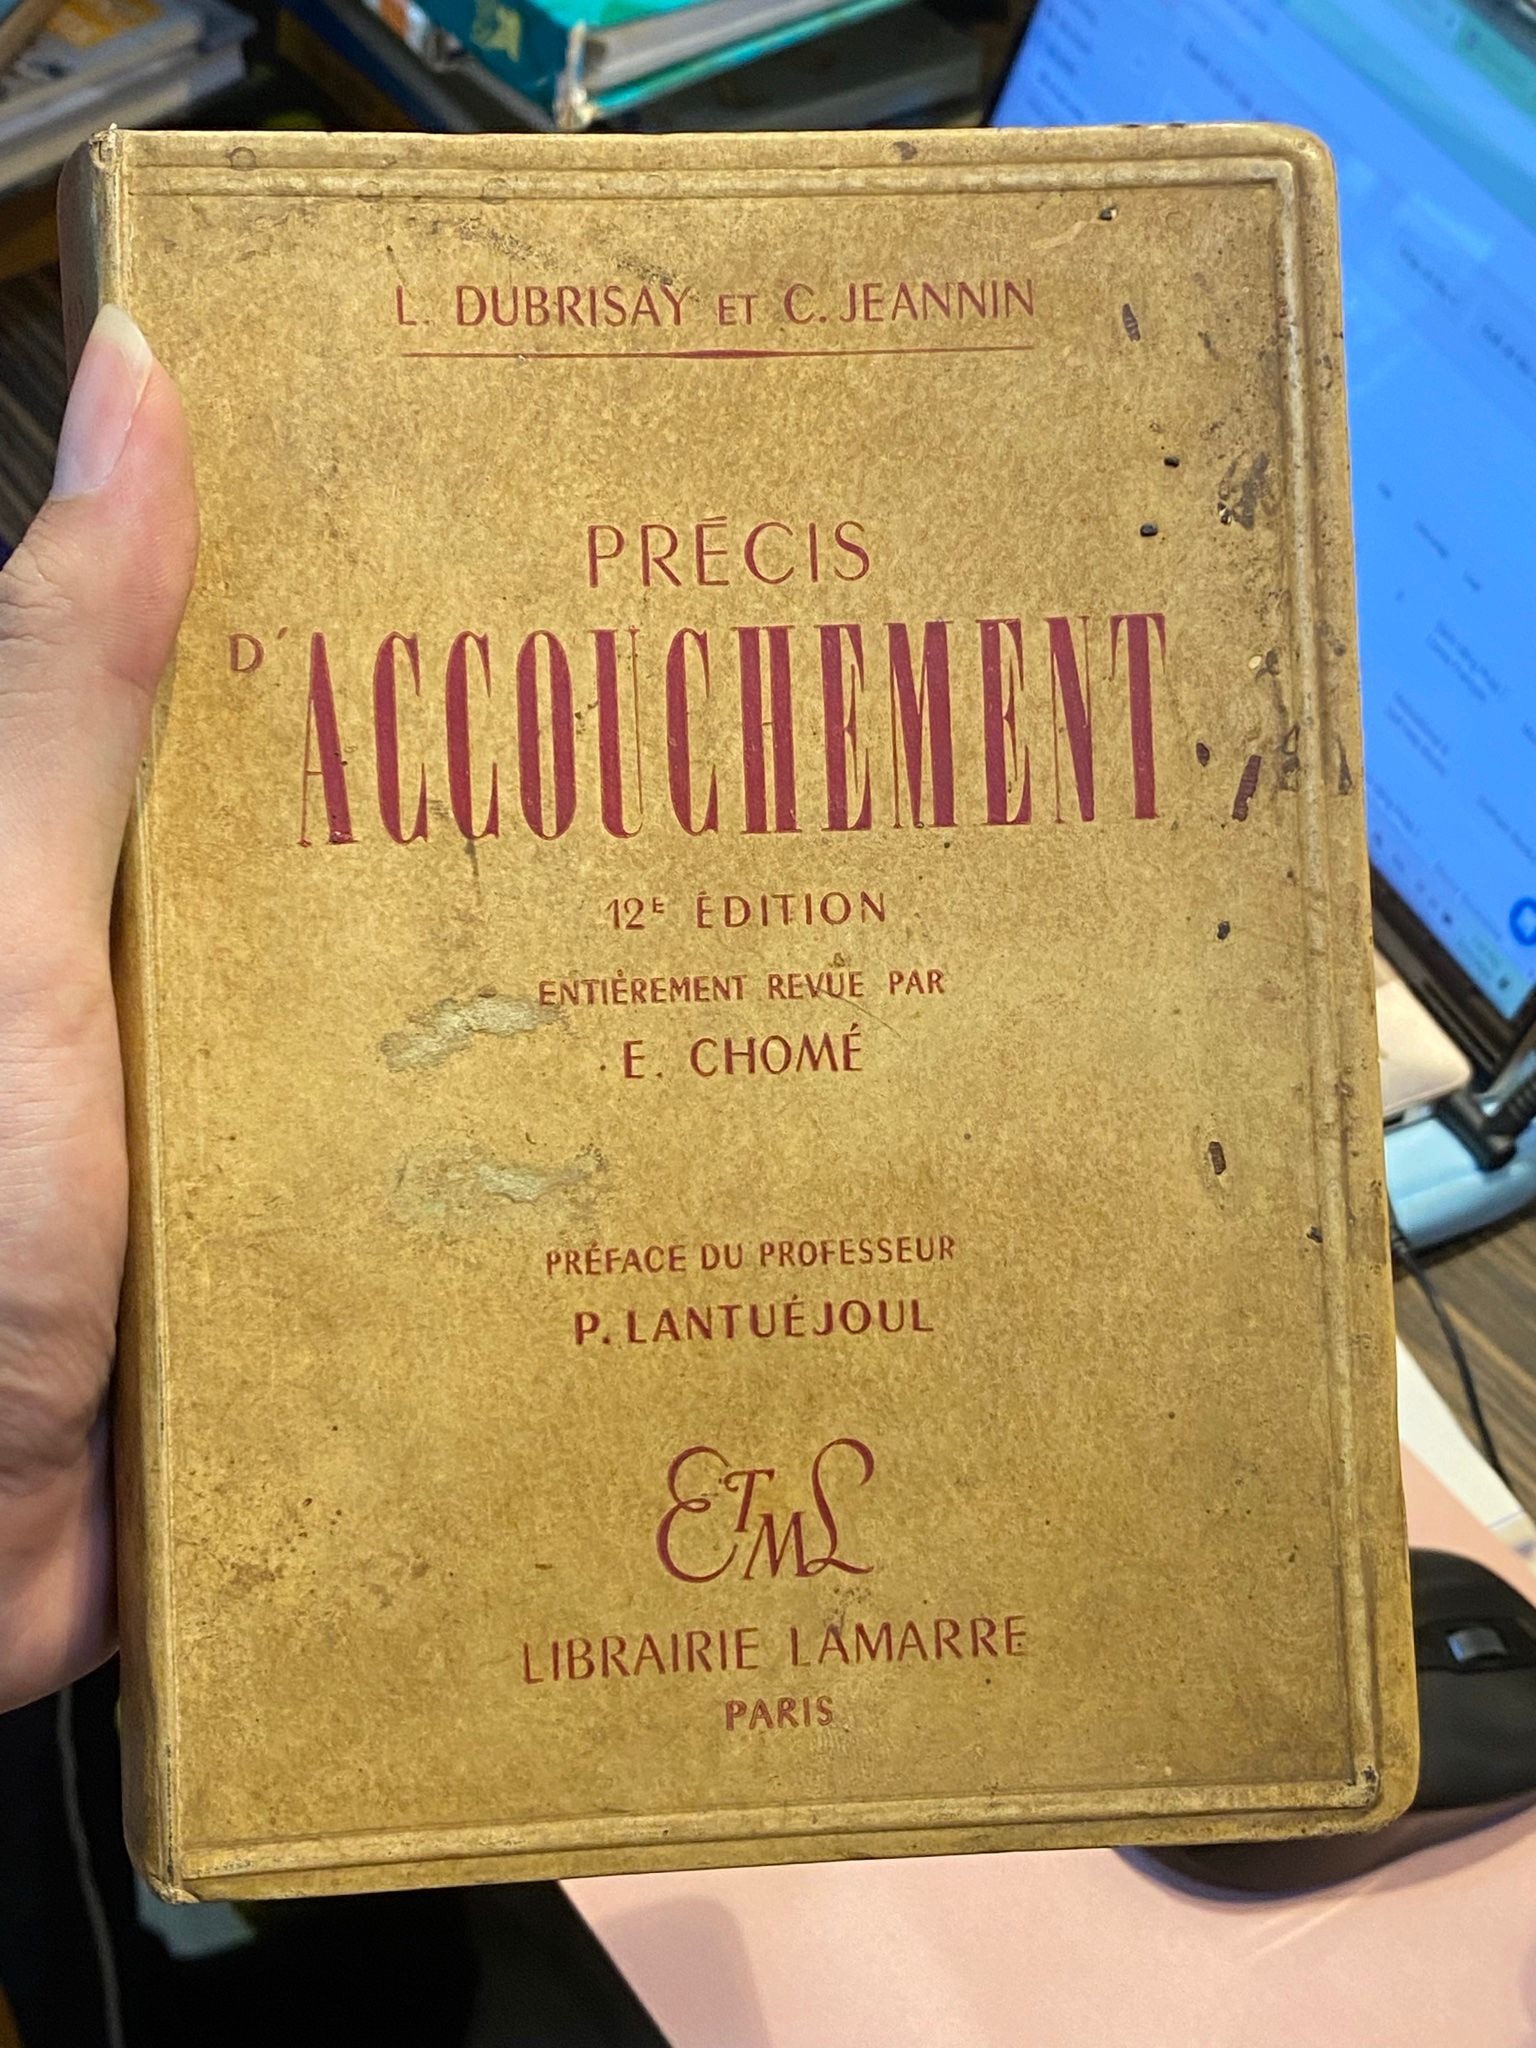 L. DUBRISAY ET C. JEANNIN
PRÉCIS
D'ACCOUCHEMENT
12E ÉDITION
ENTIÈREMENT REVUE PAR
E. CHOMÉ
PRÉFACE DU PROFESSEUR
P. LANTUÉJOUL
ETML
LIBRAIRIE LAMARRE
PARIS